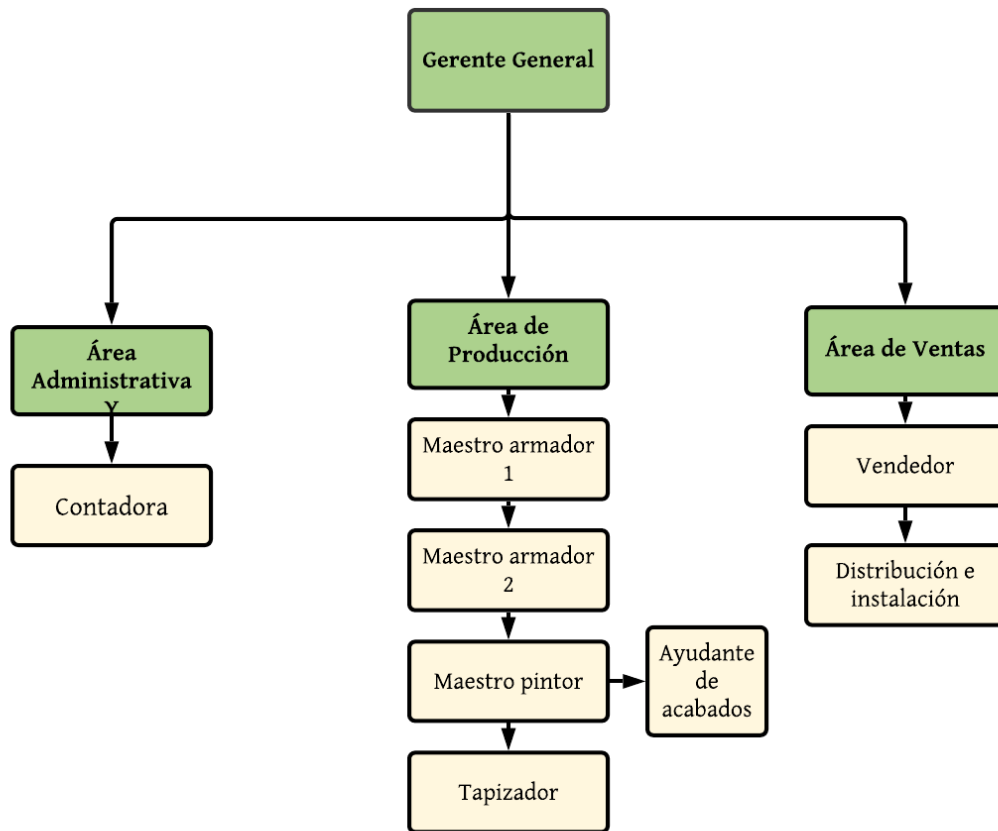 Gerente General
Área
Administrativa
y
Área de
Producción
Área de Ventas
Contadora
Maestro armador
1
Maestro armador
2
Maestro pintor
Tapizador
Ayudante
de
acabados
Vendedor
Distribución e
instalación